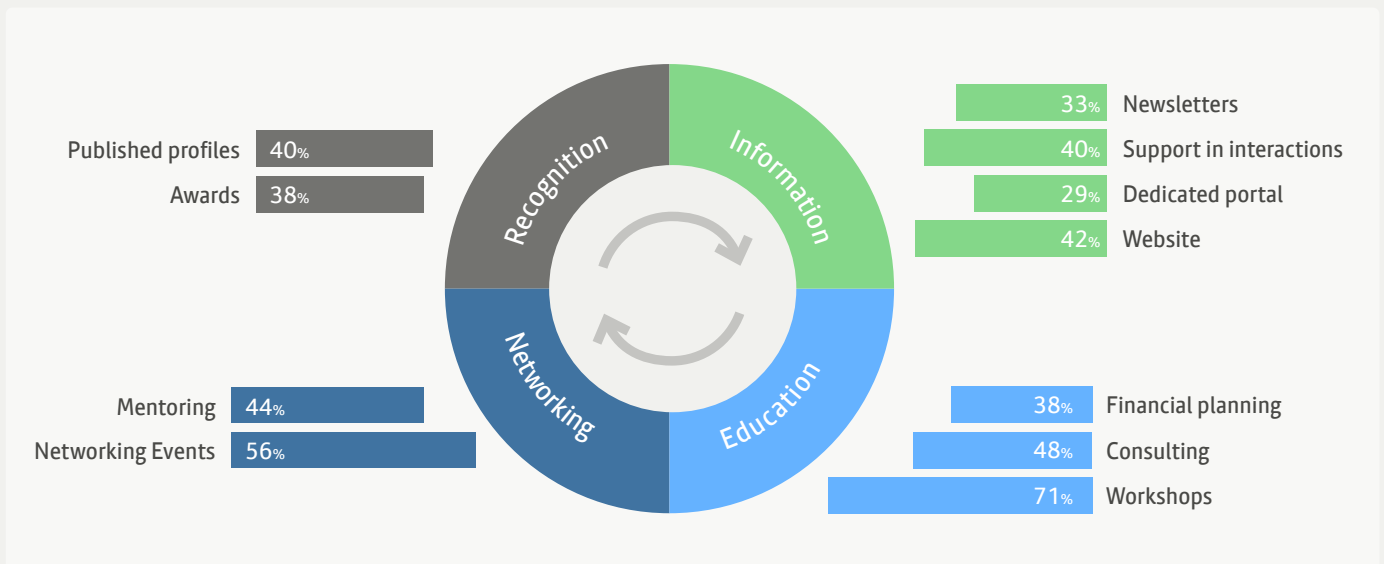 Recognition
Published profiles 40%
Awards 38%
Information
33% Newsletters
40% Support in interactions
29% Dedicated portal
42% Website
Networking
Mentoring 44%
Networking Events 56%
Education
38% Financial planning
48% Consulting
71% Workshops